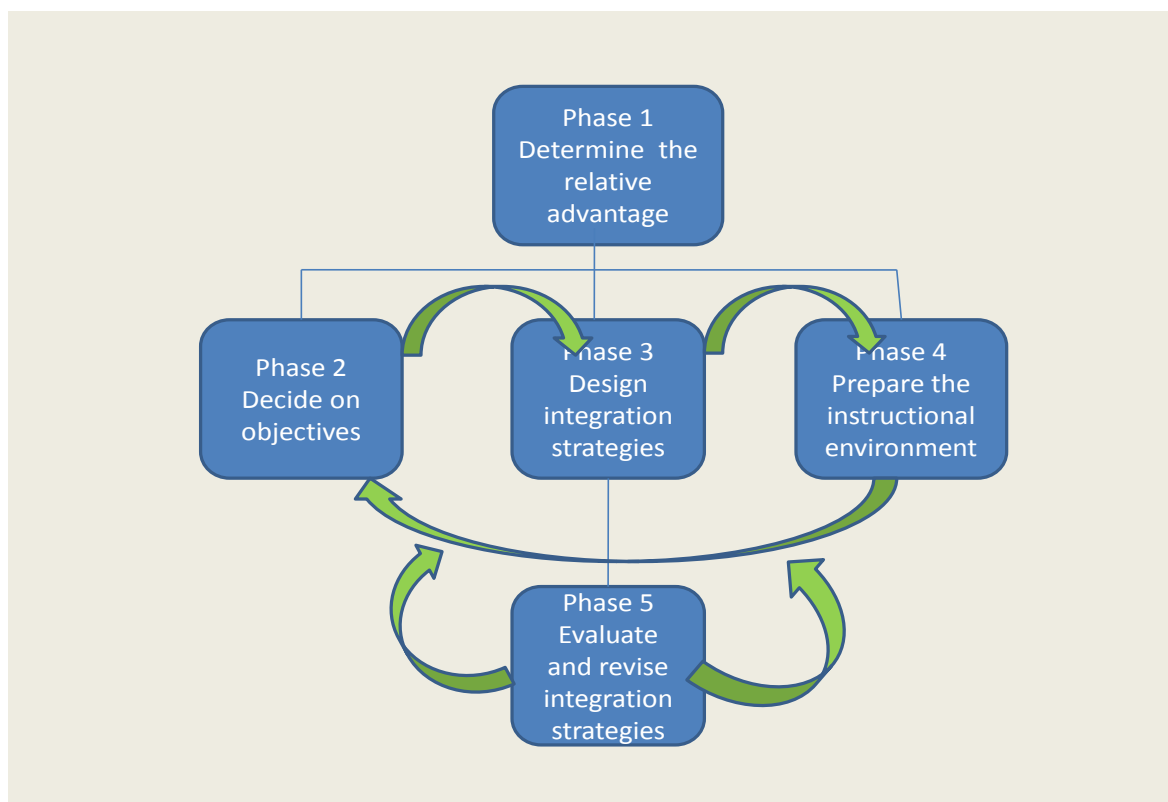 Phase 1
Determine the
relative
advantage
Phase 2
Decide on
objectives
Phase 3
Design
integration
strategies
Phase 4
Prepare the
instructional
environment
Phase 5
Evaluate
and revise
integration
strategies